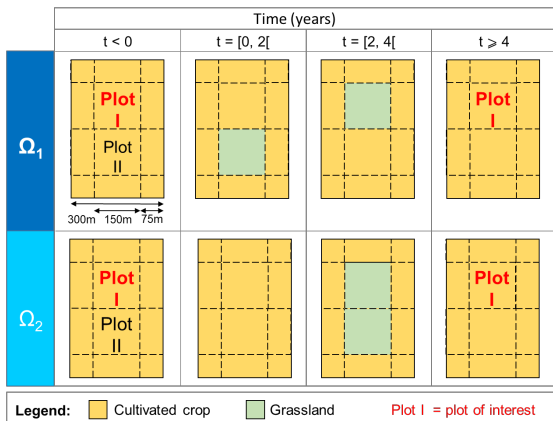 Time (years)
t < 0
t = [0, 2[
t = [2, 4[
t ⩾ 4
Ω1
Plot
I
Plot
II
300m
150m
75m
Plot
I
Ω2
Plot
I
Plot
II
Plot
I
Legend:
Cultivated crop
Grassland
Plot I = plot of interest